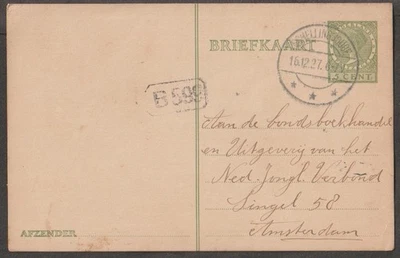 BRIEFKAART
16.12.27.
5 CENT
B 599
Aan de bondsboekhandel
en Uitgeverij van het
Ned. Jongl. Verbond
Singel 58
Amsterdam
AFZENDER